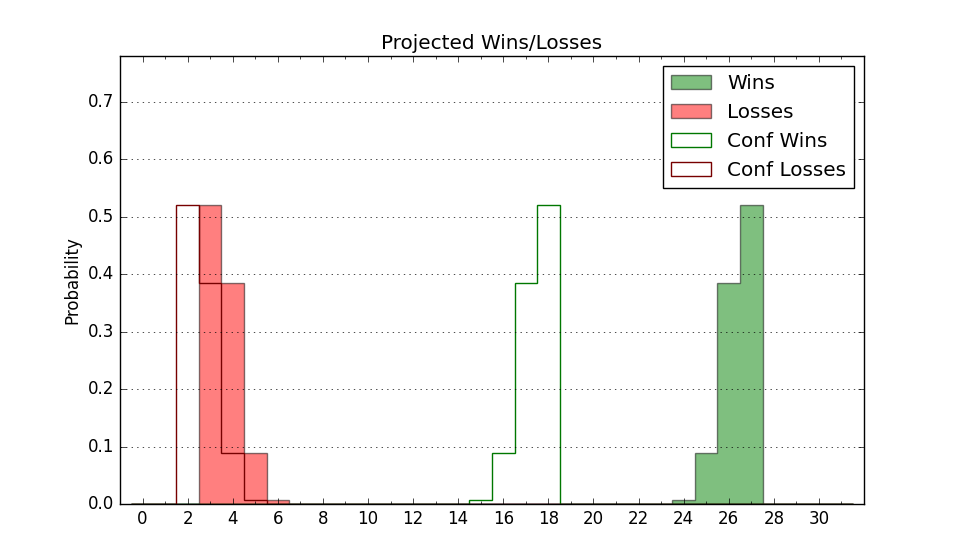 Projected Wins/Losses
Wins
Losses
Conf Wins
Conf Losses
Probability
0.7
0.6
0.5
0.4
0.3
0.2
0.1
0.0
0 2 4 6 8 10 12 14 16 18 20 22 24 26 28 30